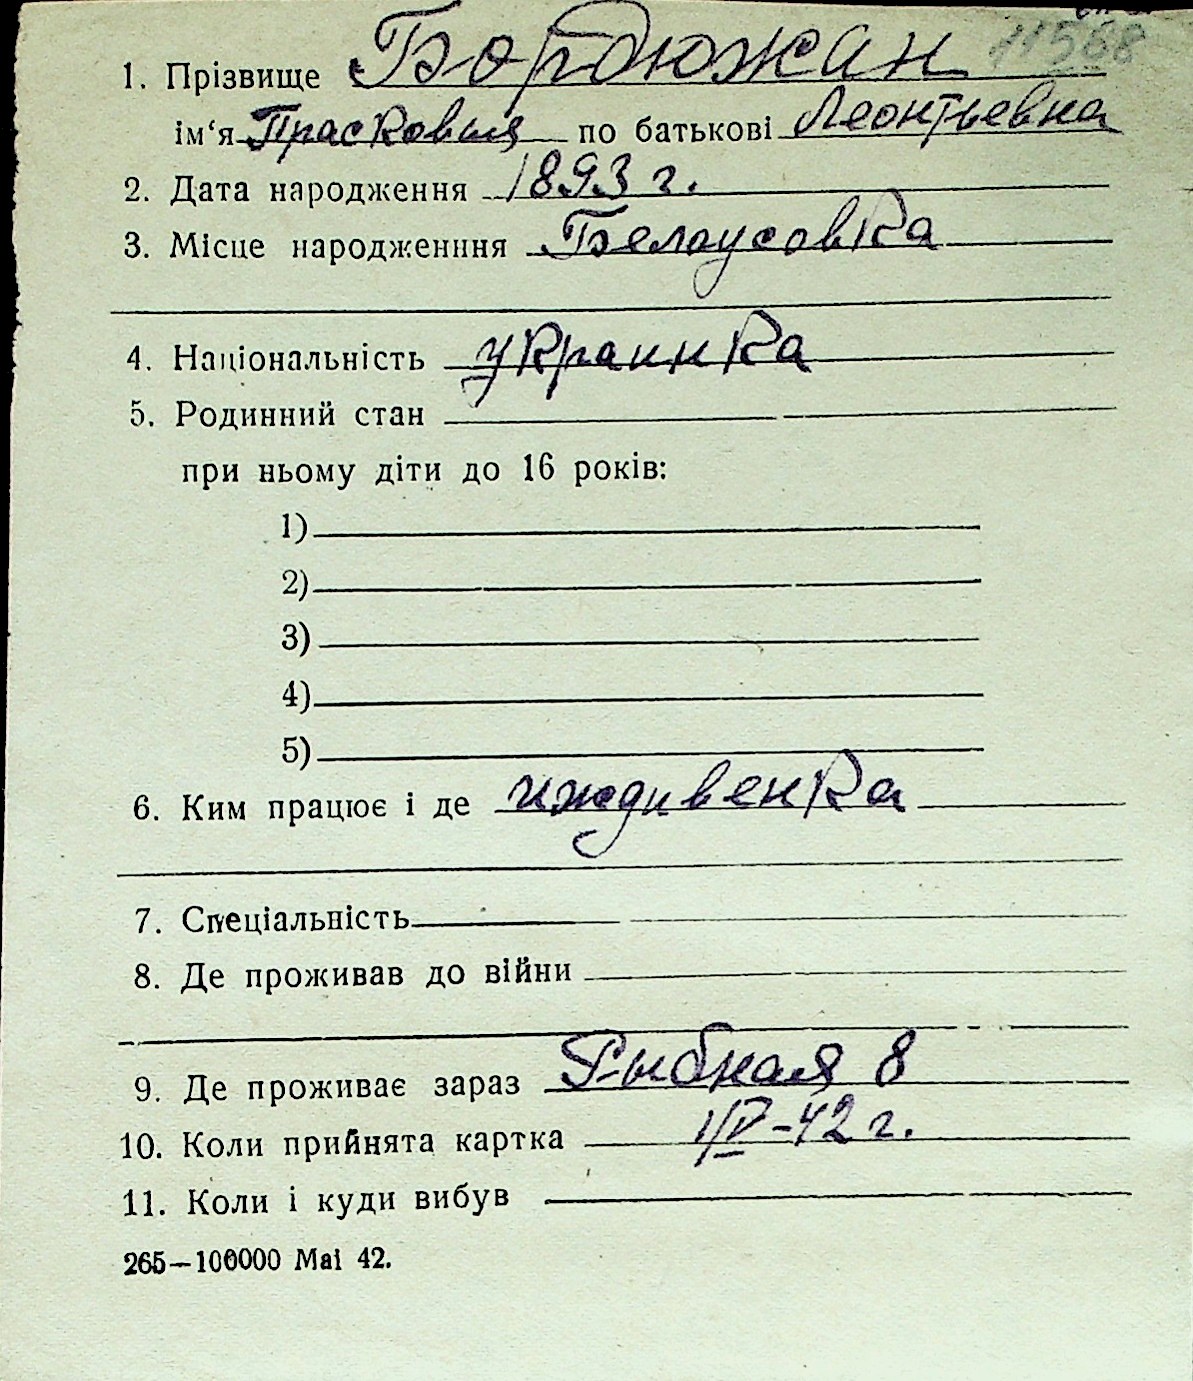 11568
1. Прізвище Бордюжан
ім‘я Прасковья по батькові Леонтьевна
2. Дата народження 1893 г.
3. Місце народженння Белоусовка
4. Національність украинка
5. Родинний стан
при ньому діти до 16 років:
1)
2)
3)
4)
5)
6. Ким працює і де иждивенка
7. Спеціальність
8. Де проживав до війни
9. Де проживає зараз Рыбная 8
10. Коли прийнята картка 1/V-42 г.
11. Коли і куди вибув
265—100000 Mai 42.